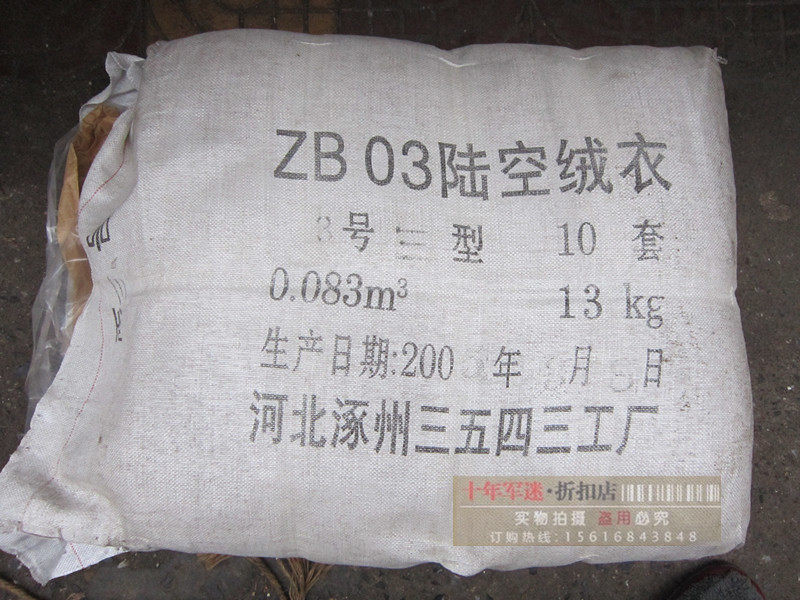 ZB 03陆空绒衣
3号 三型 10 套
0.083m³ 13 kg
生产日期:200 年 月 日
河北涿州三五四三工厂
十年军迷·折扣店
实物拍摄 盗用必究
订购热线: 15616843848